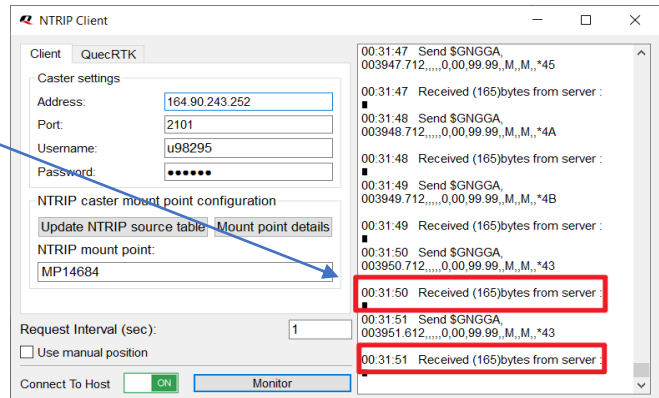 NTRIP Client
Client
QuecRTK
Caster settings
Address: 164.90.243.252
Port: 2101
Username: u98295
Password: ●●●●●●
NTRIP caster mount point configuration
Update NTRIP source table
Mount point details
NTRIP mount point:
MP14684
Request Interval (sec): 1
Use manual position
Connect To Host
ON
Monitor
00:31:47 Send $GNGGA,
003947.712,,,,,0,00,99.99,,M,,M,,*45
00:31:47 Received (165)bytes from server :
00:31:48 Send $GNGGA,
003948.712,,,,,0,00,99.99,,M,,M,,*4A
00:31:48 Received (165)bytes from server :
00:31:49 Send $GNGGA,
003949.712,,,,,0,00,99.99,,M,,M,,*4B
00:31:49 Received (165)bytes from server :
00:31:50 Send $GNGGA,
003950.712,,,,,0,00,99.99,,M,,M,,*43
00:31:50 Received (165)bytes from server :
00:31:51 Send $GNGGA,
003951.612,,,,,0,00,99.99,,M,,M,,*43
00:31:51 Received (165)bytes from server :